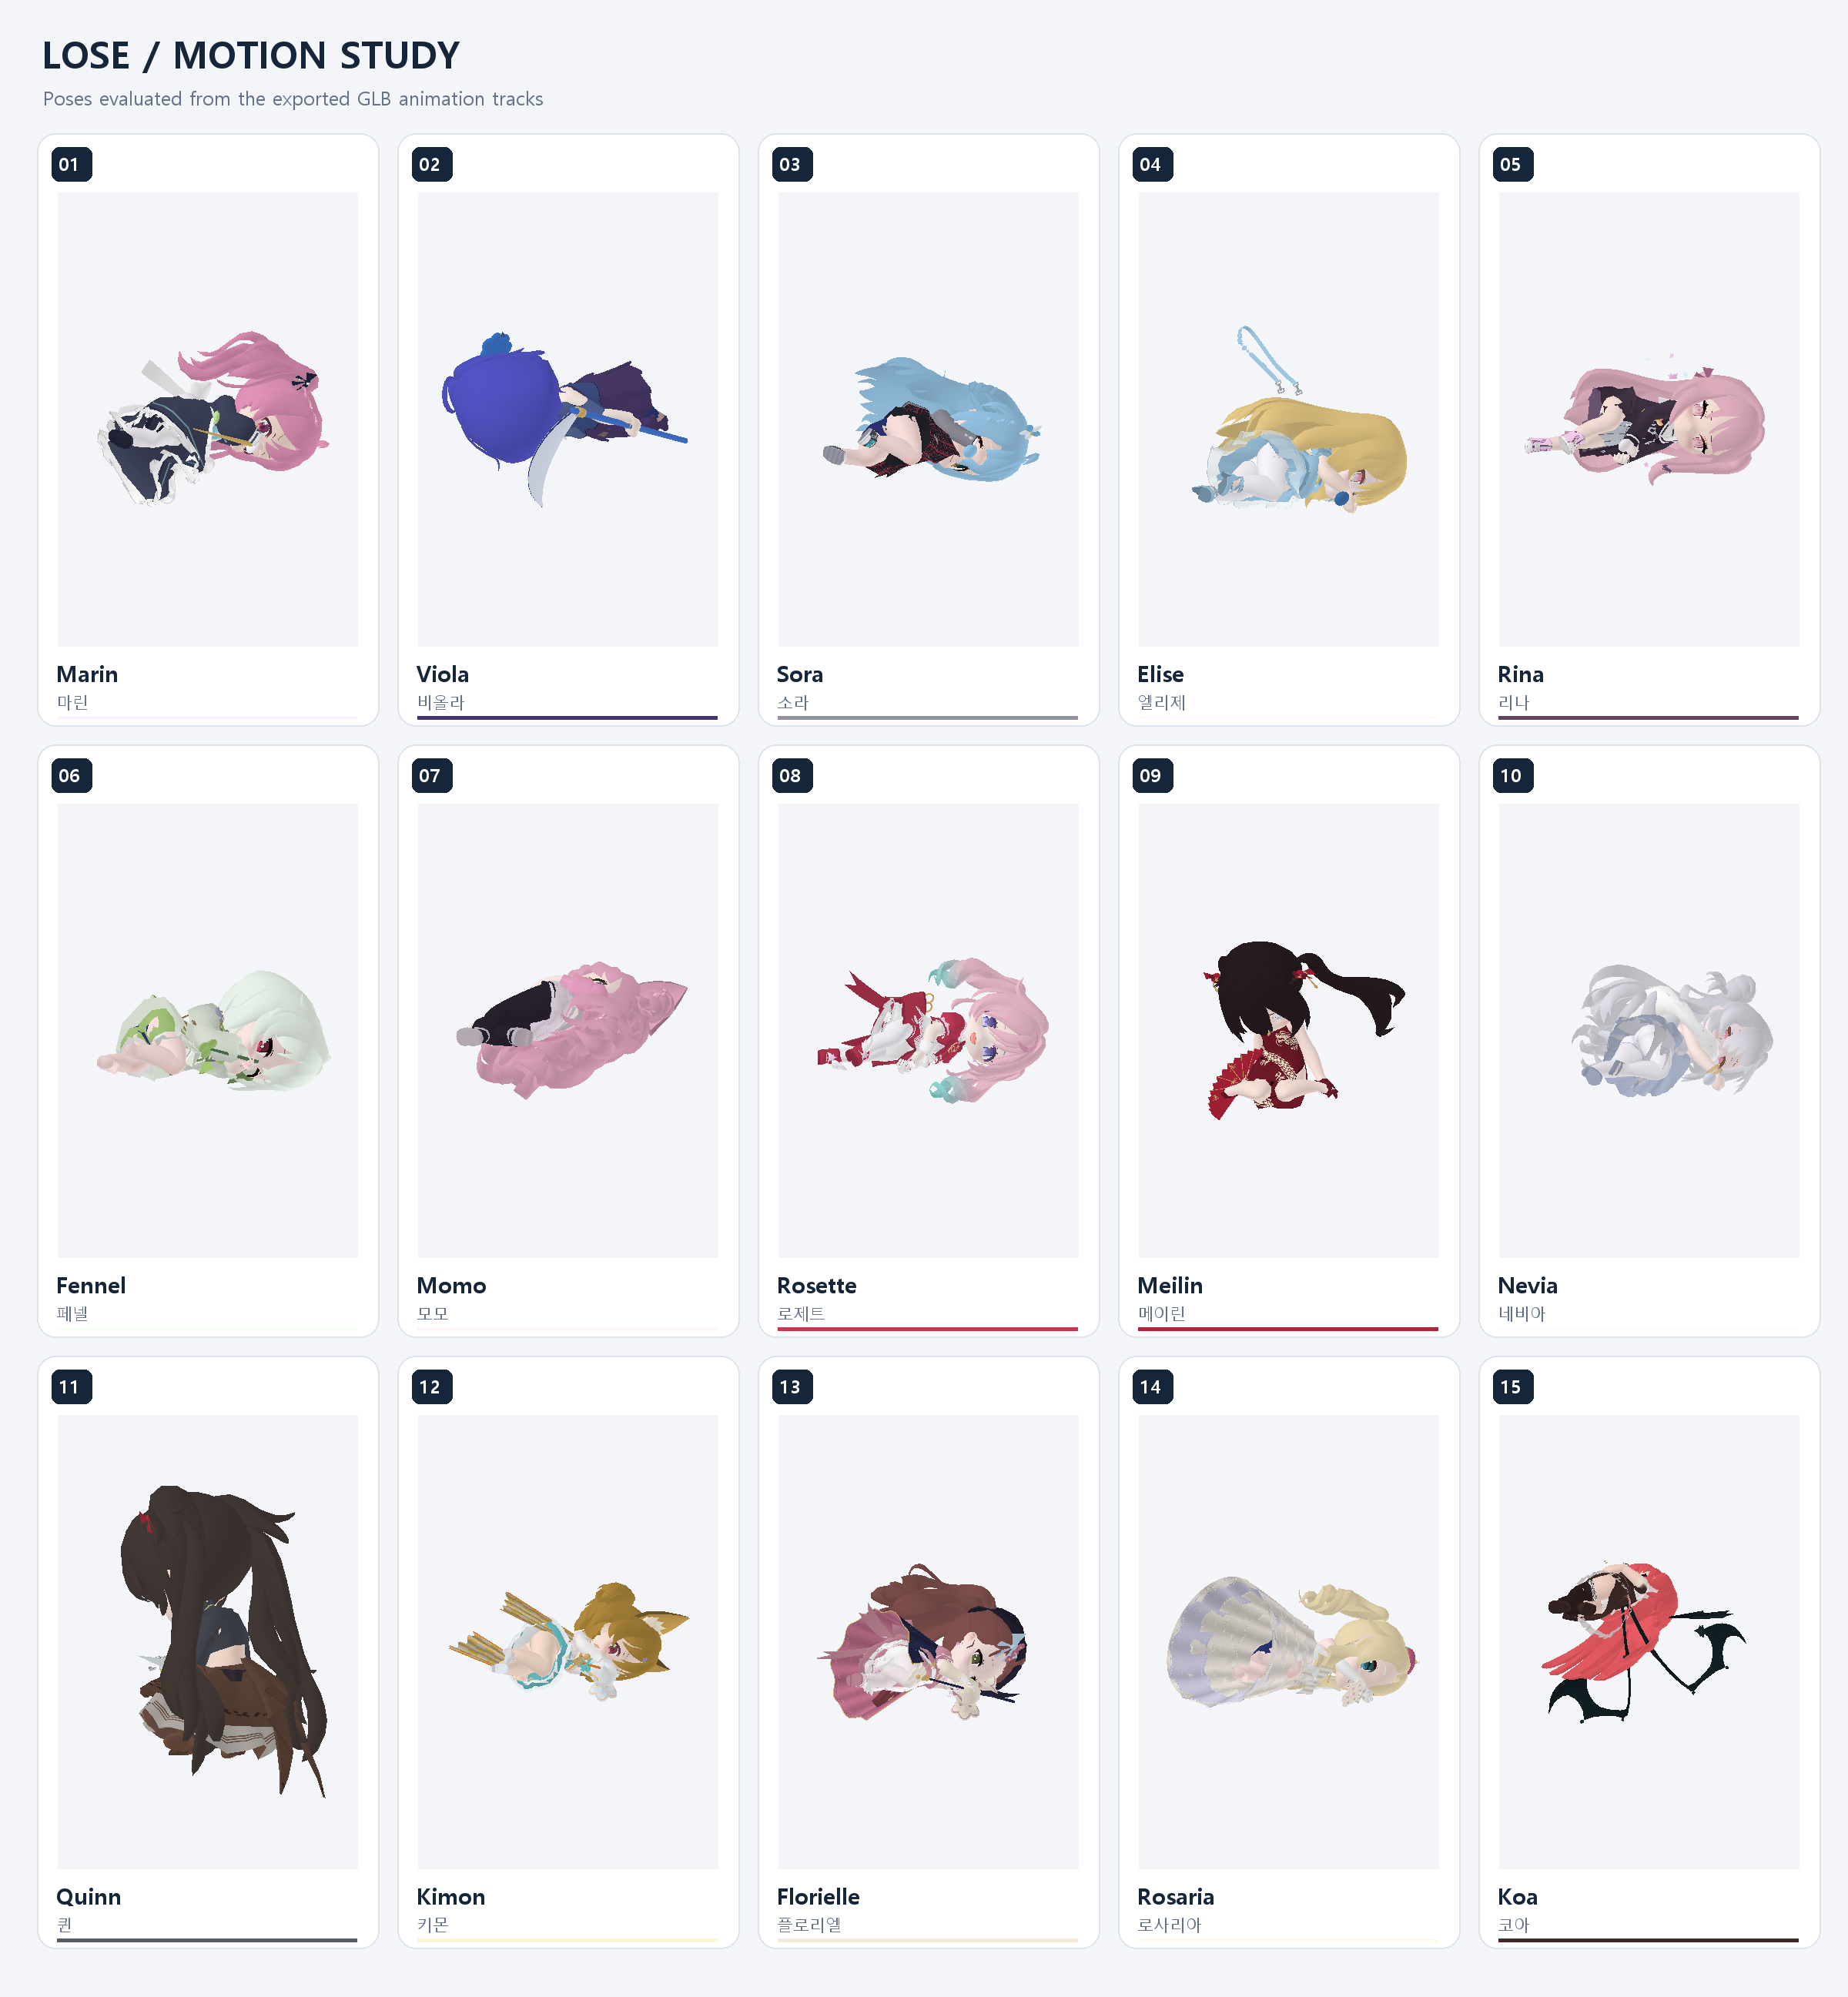 LOSE / MOTION STUDY
Poses evaluated from the exported GLB animation tracks
01
02
03
04
05
Marin
마린
Viola
비올라
Sora
소라
Elise
엘리제
Rina
리나
06
07
08
09
10
Fennel
페넬
Momo
모모
Rosette
로제트
Meilin
메이린
Nevia
네비아
11
12
13
14
15
Quinn
퀸
Kimon
키몬
Florielle
플로리엘
Rosaria
로사리아
Koa
코아